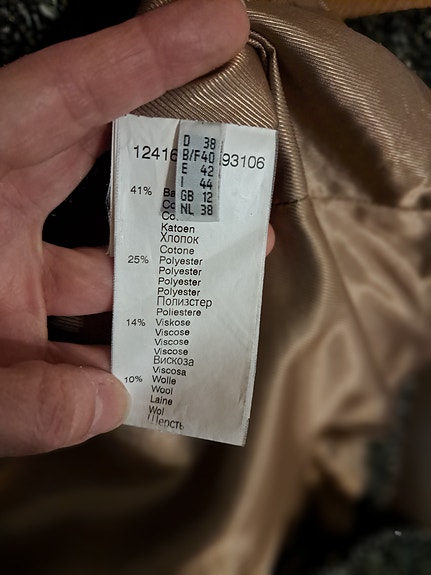 D 38
B/F 40
E 42
I 44
GB 12
NL 38
12416 93106
41%
Katoen
Хлопок
Cotone
25% Polyester
Polyester
Polyester
Polyester
Полиэстер
Poliestere
14% Viskose
Viscose
Viscose
Viscose
Вискоза
Viscosa
10% Wolle
Wool
Laine
Wol
Шерсть